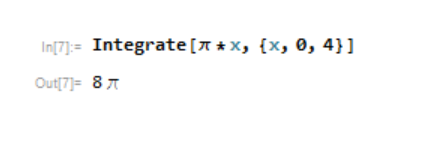 In[7]:= Integrate[π * x, {x, 0, 4}]
Out[7]= 8 π